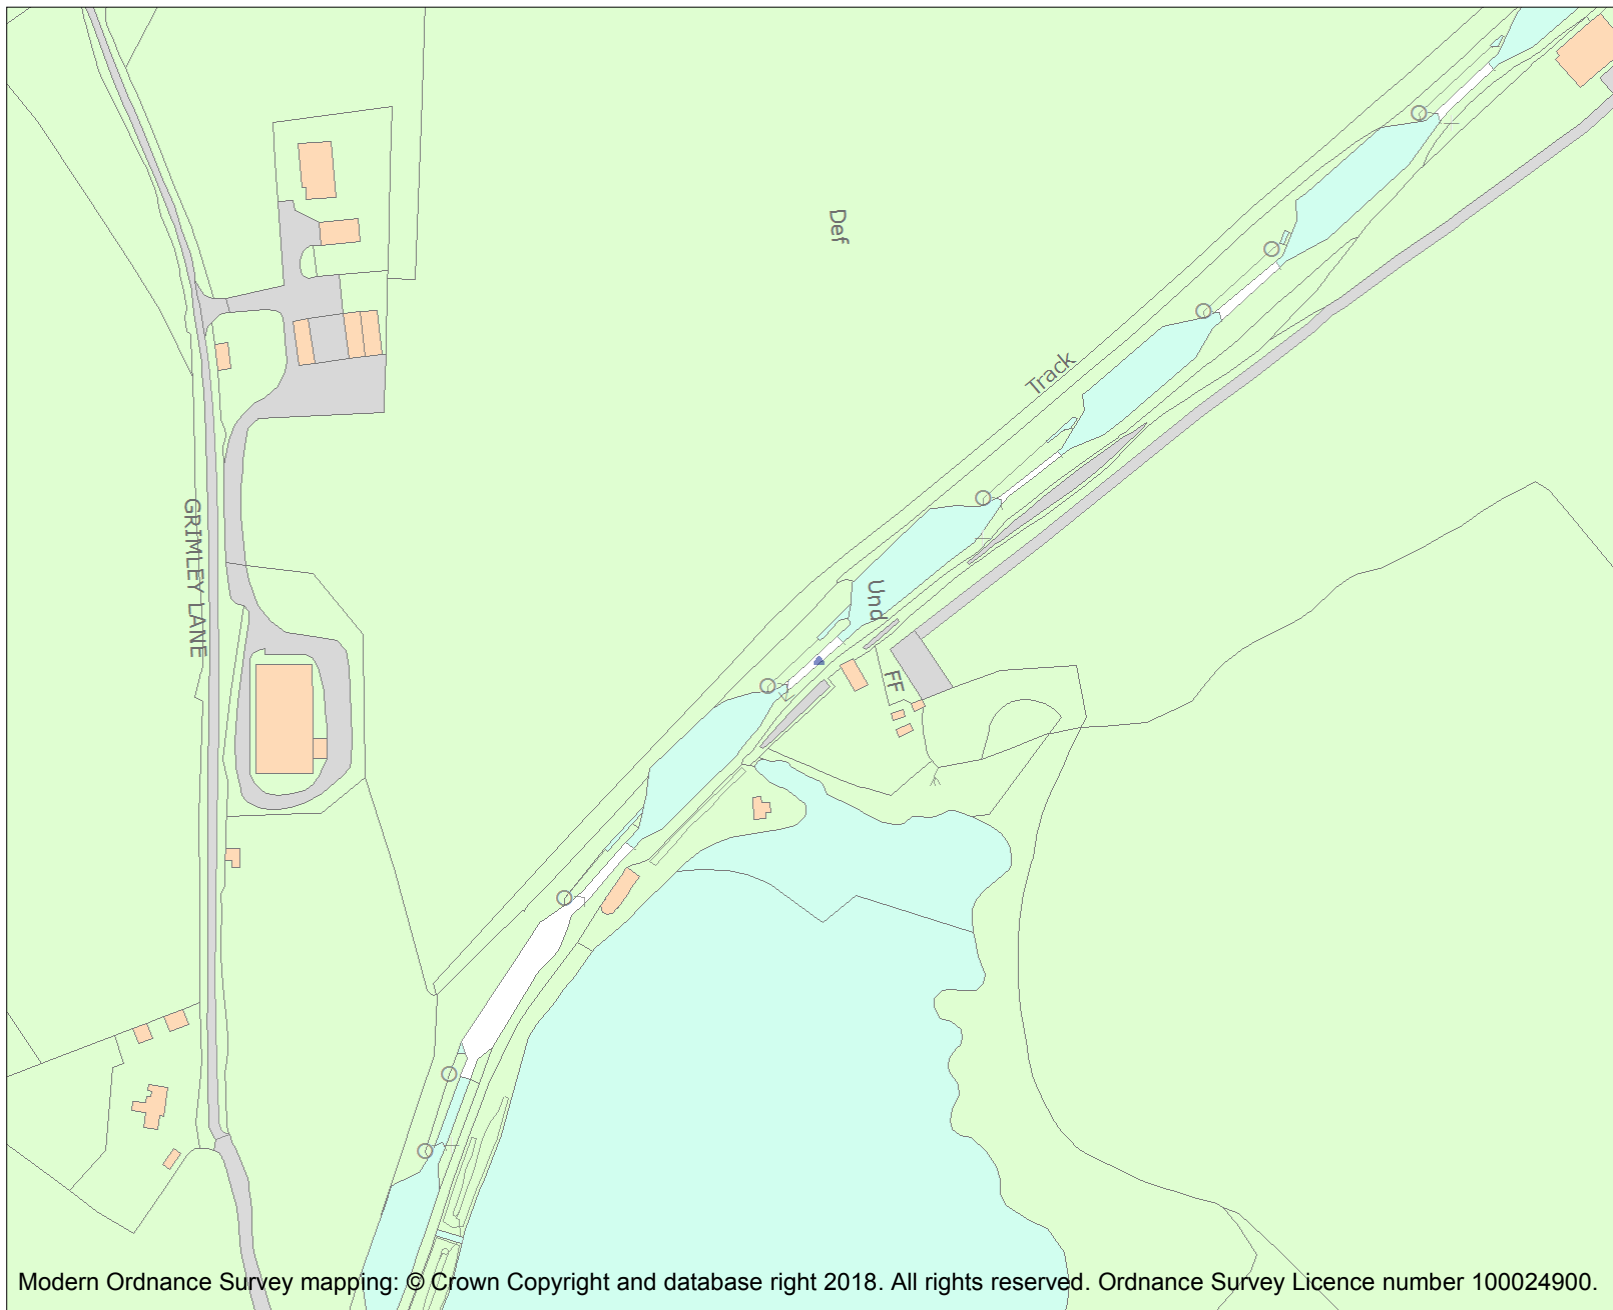 Def
Track
GRIMLEY LANE
Und
FF
Modern Ordnance Survey mapping: © Crown Copyright and database right 2018. All rights reserved. Ordnance Survey Licence number 100024900.